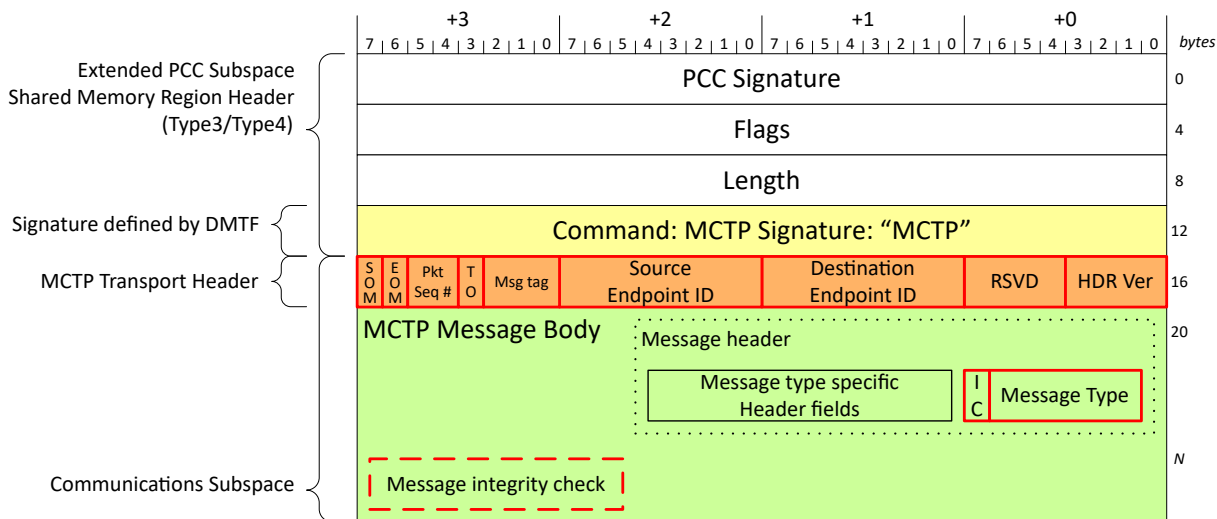 +3 +2 +1 +0
7 6 5 4 3 2 1 0 7 6 5 4 3 2 1 0 7 6 5 4 3 2 1 0 7 6 5 4 3 2 1 0 bytes
Extended PCC Subspace
Shared Memory Region Header
(Type3/Type4)
PCC Signature 0
Flags 4
Length 8
Signature defined by DMTF
Command: MCTP Signature: “MCTP” 12
MCTP Transport Header
SOM
EOM
Pkt
Seq #
TO
Msg tag
Source
Endpoint ID
Destination
Endpoint ID
RSVD
HDR Ver
16
MCTP Message Body
20
Message header
Message type specific
Header fields
IC
Message Type
N
Communications Subspace
Message integrity check